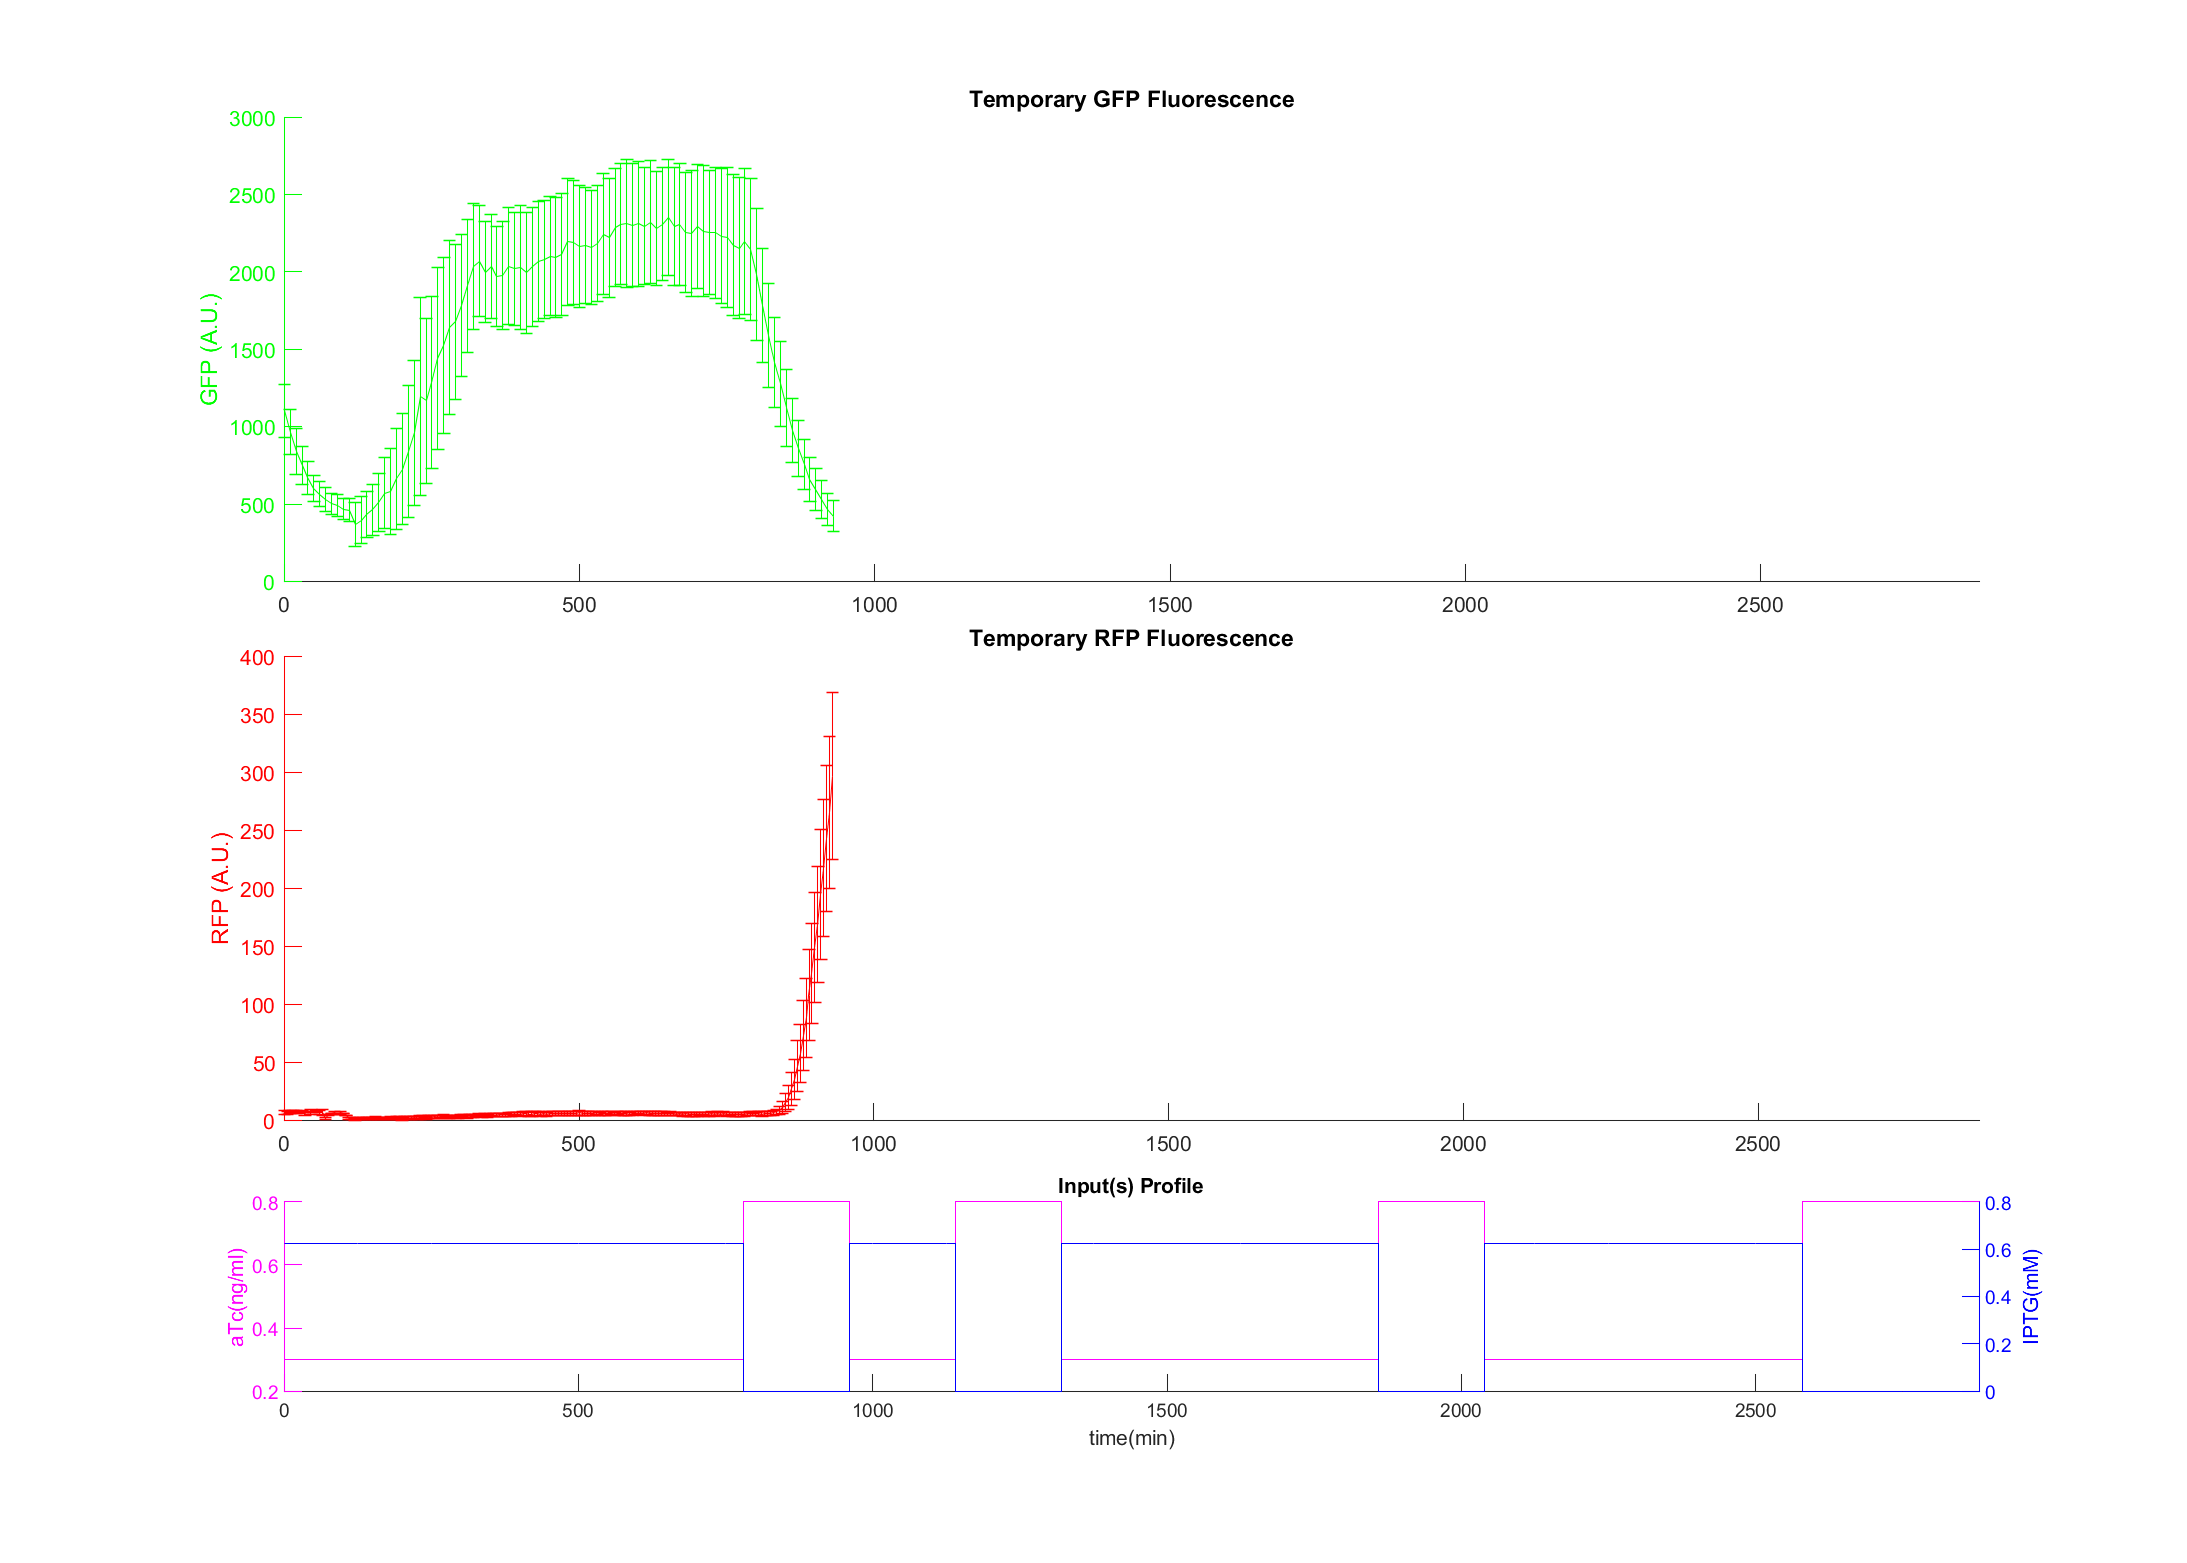 Temporary GFP Fluorescence
GFP (A.U.)
3000
2500
2000
1500
1000
500
0
0 500 1000 1500 2000 2500
Temporary RFP Fluorescence
RFP (A.U.)
400
350
300
250
200
150
100
50
0
0 500 1000 1500 2000 2500
Input(s) Profile
aTc(ng/ml)
0.8
0.6
0.4
0.2
0.8
0.6
0.4
0.2
0
IPTG(mM)
0 500 1000 1500 2000 2500
time(min)